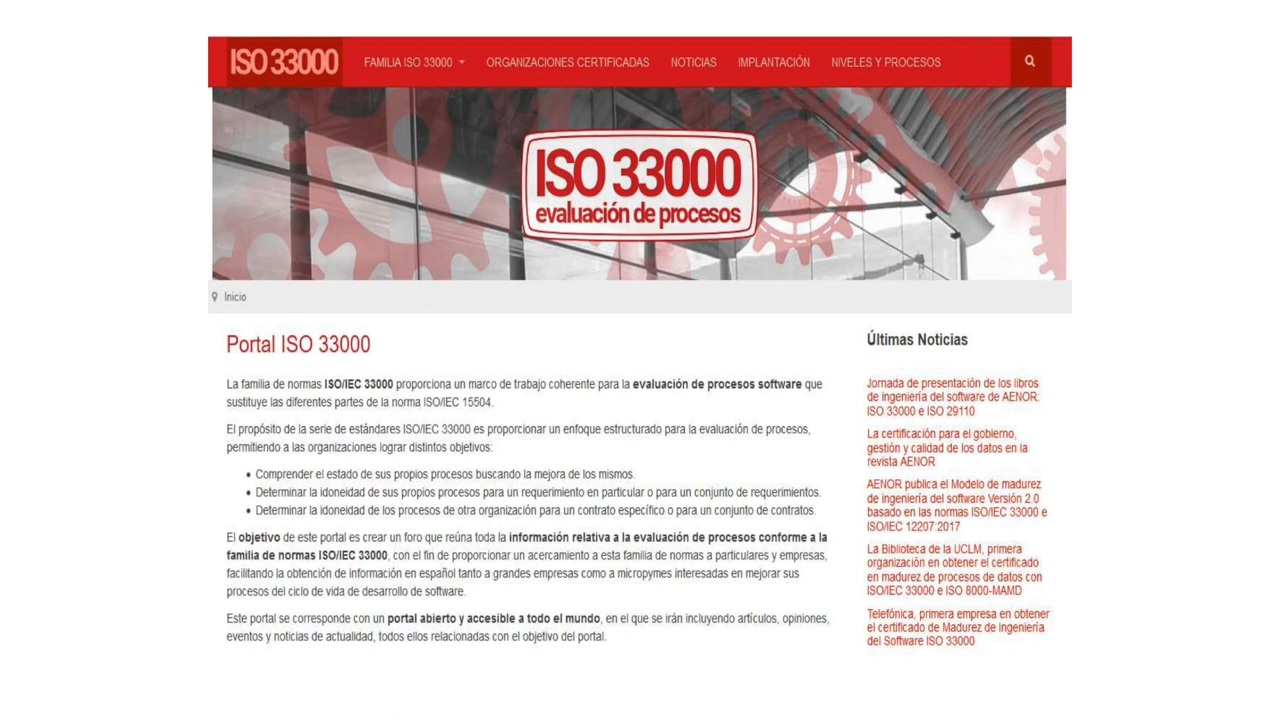 ISO 33000
FAMILIA ISO 33000
ORGANIZACIONES CERTIFICADAS
NOTICIAS
IMPLANTACIÓN
NIVELES Y PROCESOS
ISO 33000
evaluación de procesos
Inicio
Portal ISO 33000
La familia de normas ISO/IEC 33000 proporciona un marco de trabajo coherente para la evaluación de procesos software que
sustituye las diferentes partes de la norma ISO/IEC 15504.
El propósito de la serie de estándares ISO/IEC 33000 es proporcionar un enfoque estructurado para la evaluación de procesos,
permitiendo a las organizaciones lograr distintos objetivos:
• Comprender el estado de sus propios procesos buscando la mejora de los mismos.
• Determinar la idoneidad de sus propios procesos para un requerimiento en particular o para un conjunto de requerimientos.
• Determinar la idoneidad de los procesos de otra organización para un contrato específico o para un conjunto de contratos.
El objetivo de este portal es crear un foro que reúna toda la información relativa a la evaluación de procesos conforme a la
familia de normas ISO/IEC 33000, con el fin de proporcionar un acercamiento a esta familia de normas a particulares y empresas,
facilitando la obtención de información en español tanto a grandes empresas como a micropymes interesadas en mejorar sus
procesos del ciclo de vida de desarrollo de software.
Este portal se corresponde con un portal abierto y accesible a todo el mundo, en el que se irán incluyendo artículos, opiniones,
eventos y noticias de actualidad, todos ellos relacionadas con el objetivo del portal.
Últimas Noticias
Jornada de presentación de los libros
de ingeniería del software de AENOR:
ISO 33000 e ISO 29110
La certificación para el gobierno,
gestión y calidad de los datos en la
revista AENOR
AENOR publica el Modelo de madurez
de ingeniería del software Versión 2.0
basado en las normas ISO/IEC 33000 e
ISO/IEC 12207:2017
La Biblioteca de la UCLM, primera
organización en obtener el certificado
en madurez de procesos de datos con
ISO/IEC 33000 e ISO 8000-MAMD
Telefónica, primera empresa en obtener
el certificado de Madurez de Ingeniería
del Software ISO 33000